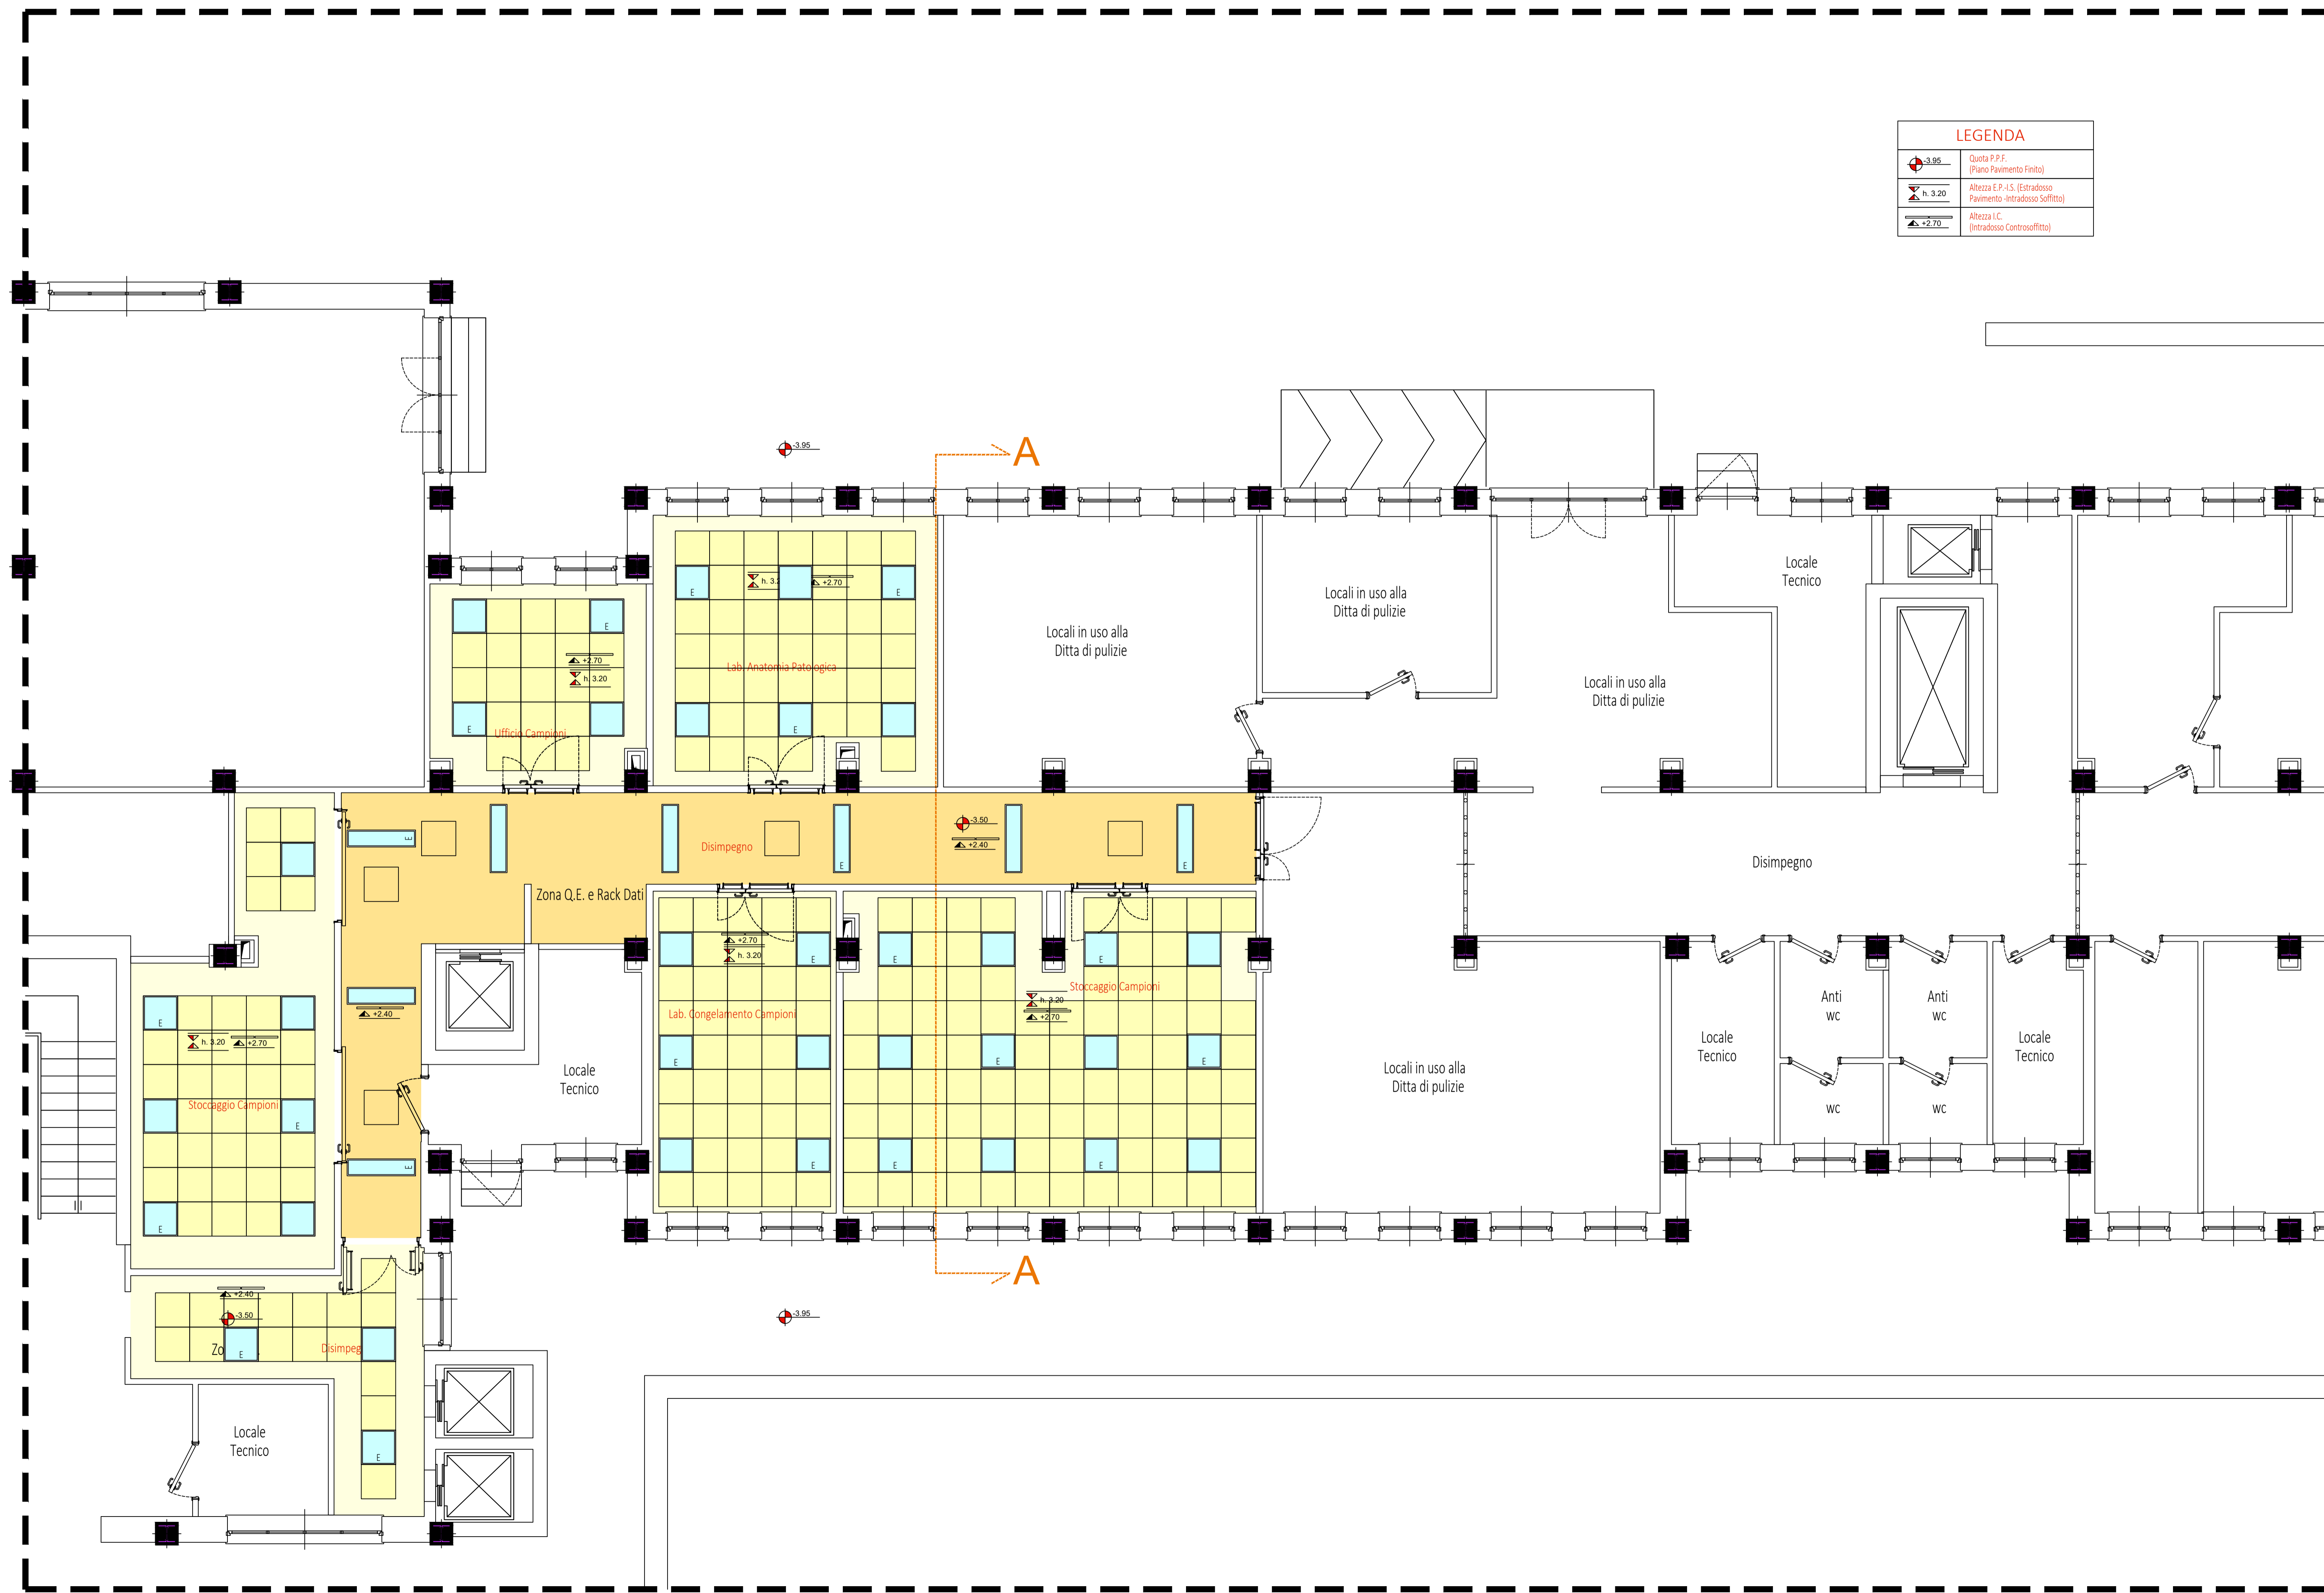 LEGENDA
-3.95
Quota P.P.F.
(Piano Pavimento Finito)
h. 3.20
Altezza E.P.-I.S. (Estradosso
Pavimento -Intradosso Soffitto)
+2.70
Altezza I.C.
(Intradosso Controsoffitto)
-3.95
A
h. 3.2
+2.70
E
E
E
+2.70
h. 3.20
Lab. Anatomia Patologica
E
Ufficio Campioni
E
Locali in uso alla
Ditta di pulizie
Locali in uso alla
Ditta di pulizie
Locali in uso alla
Ditta di pulizie
Locale
Tecnico
E
Disimpegno
-3.50
+2.40
E
E
Zona Q.E. e Rack Dati
Disimpegno
+2.70
h. 3.20
E
E
E
Stoccaggio Campioni
h. 3.20
+2.70
Lab. Congelamento Campioni
E
h. 3.20
+2.70
+2.40
E
E
E
Locale
Tecnico
Stoccaggio Campioni
E
E
E
E
E
E
Locali in uso alla
Ditta di pulizie
Locale
Tecnico
Anti
WC
Anti
WC
Locale
Tecnico
WC
WC
A
+2.40
-3.50
-3.95
Zo
E
Disimpeg
E
Locale
Tecnico